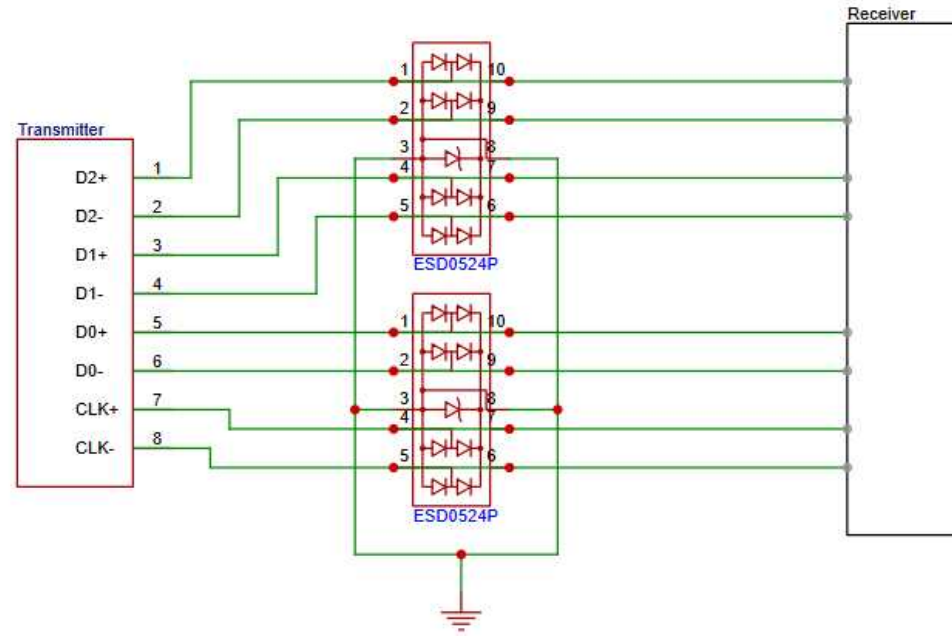 Receiver
Transmitter
D2+ 1
D2- 2
D1+ 3
D1- 4
D0+ 5
D0- 6
CLK+ 7
CLK- 8
1 10
2 9
3 8
4 7
5 6
ESD0524P
1 10
2 9
3 8
4 7
5 6
ESD0524P